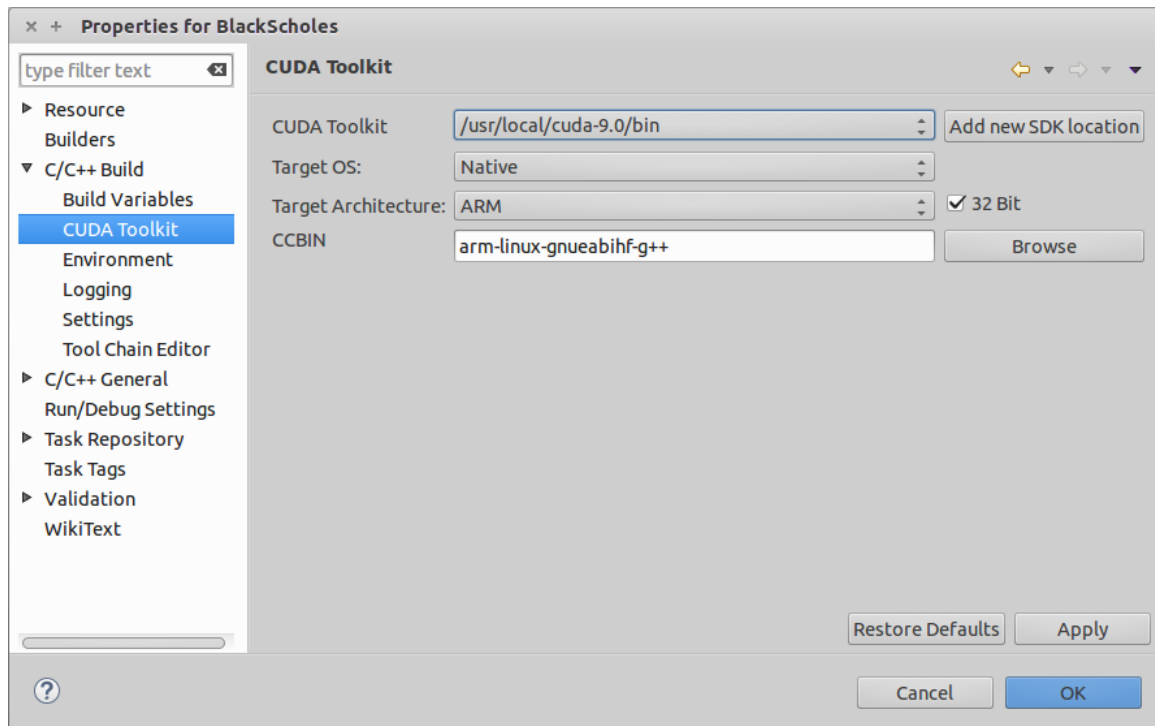 Properties for BlackScholes
type filter text
Resource
Builders
C/C++ Build
Build Variables
CUDA Toolkit
Environment
Logging
Settings
Tool Chain Editor
C/C++ General
Run/Debug Settings
Task Repository
Task Tags
Validation
WikiText
CUDA Toolkit
CUDA Toolkit /usr/local/cuda-9.0/bin Add new SDK location
Target OS: Native
Target Architecture: ARM 32 Bit
CCBIN arm-linux-gnueabihf-g++ Browse
Restore Defaults Apply
Cancel OK